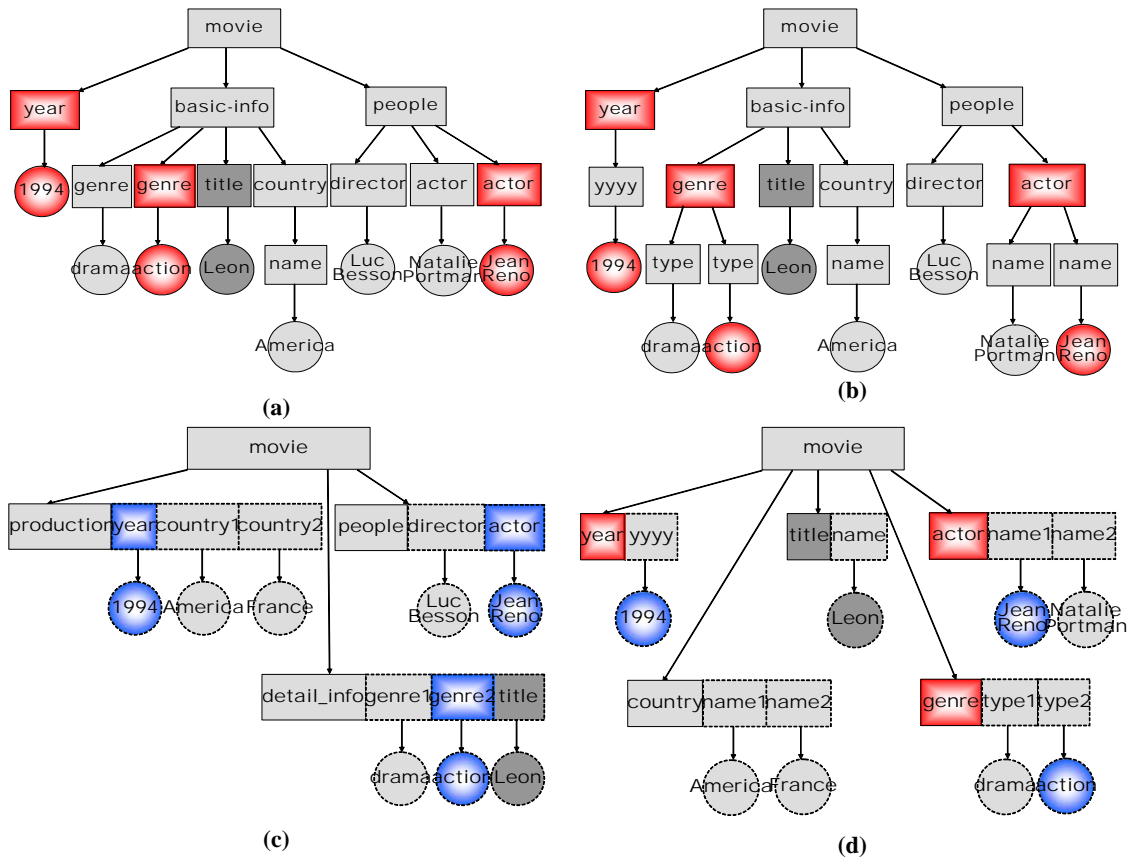 movie
year basic-info people
genre genre title country director actor actor
1994
drama action Leon name Luc Natalie Jean
Besson Portman Reno
America
(a)
movie
year basic-info people
yyyy genre title country director actor
1994 type type Leon name Luc name name
Besson
drama action America Natalie Jean
Portman Reno
(b)
movie
production year country1 country2 people director actor
1994 America France Luc Jean
Besson Reno
detail_info genre1 genre2 title
drama action Leon
(c)
movie
year yyyy title name actor name1 name2
1994 Leon Jean Natalie
Reno Portman
country name1 name2 genre type1 type2
America France drama action
(d)